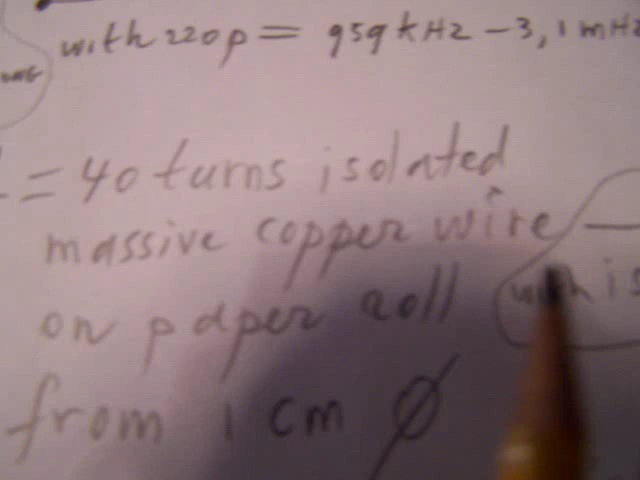 with 220p = 959 kHz - 3,1 mHz
= 40 turns isolated
massive copper wire
on paper roll
from 1 cm Ø